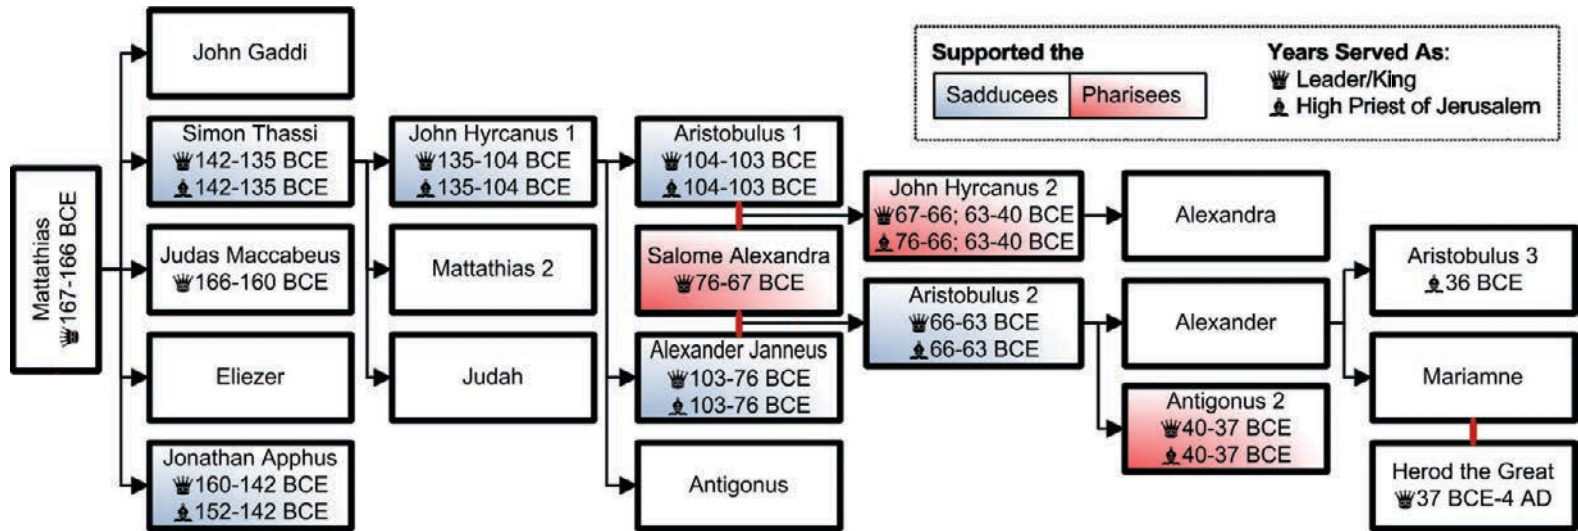 Supported the
Sadducees
Pharisees
Years Served As:
Leader/King
High Priest of Jerusalem
Mattathias
167-166 BCE
John Gaddi
Simon Thassi
142-135 BCE
142-135 BCE
Judas Maccabeus
166-160 BCE
Eliezer
Jonathan Apphus
160-142 BCE
152-142 BCE
John Hyrcanus 1
135-104 BCE
135-104 BCE
Mattathias 2
Judah
Aristobulus 1
104-103 BCE
104-103 BCE
Salome Alexandra
76-67 BCE
Alexander Janneus
103-76 BCE
103-76 BCE
Antigonus
John Hyrcanus 2
67-66; 63-40 BCE
76-66; 63-40 BCE
Aristobulus 2
66-63 BCE
66-63 BCE
Alexandra
Alexander
Antigonus 2
40-37 BCE
40-37 BCE
Aristobulus 3
36 BCE
Mariamne
Herod the Great
37 BCE-4 AD